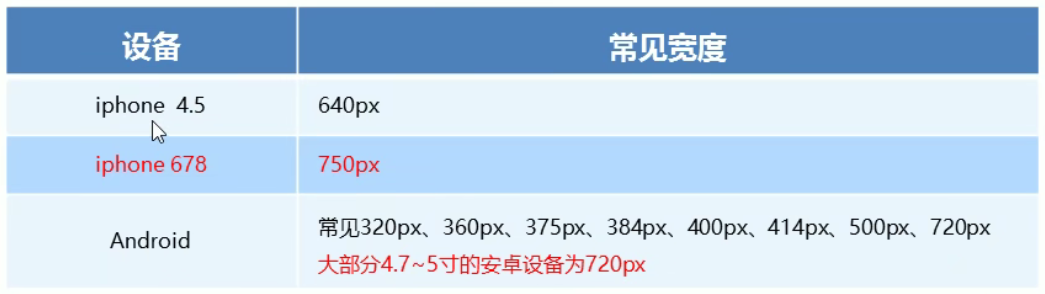 设备 常见宽度
iphone 4.5 640px
iphone 678 750px
Android
常见320px、360px、375px、384px、400px、414px、500px、720px
大部分4.7~5寸的安卓设备为720px